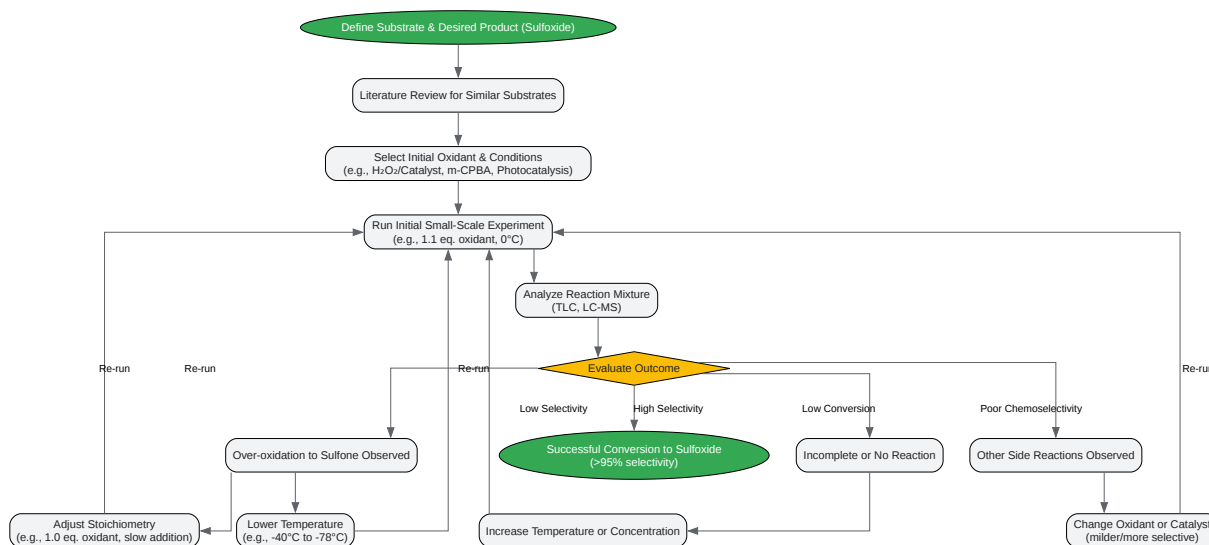 Define Substrate & Desired Product (Sulfoxide)
Literature Review for Similar Substrates
Select Initial Oxidant & Conditions
(e.g., H₂O₂/Catalyst, m-CPBA, Photocatalysis)
Run Initial Small-Scale Experiment
(e.g., 1.1 eq. oxidant, 0°C)
Analyze Reaction Mixture
(TLC, LC-MS)
Re-run
Re-run
Re-run
Evaluate Outcome
Re-run
Low Selectivity
High Selectivity
Low Conversion
Poor Chemoselectivity
Over-oxidation to Sulfone Observed
Successful Conversion to Sulfoxide
(>95% selectivity)
Incomplete or No Reaction
Other Side Reactions Observed
Adjust Stoichiometry
(e.g., 1.0 eq. oxidant, slow addition)
Lower Temperature
(e.g., -40°C to -78°C)
Increase Temperature or Concentration
Change Oxidant or Catalyst
(milder/more selective)